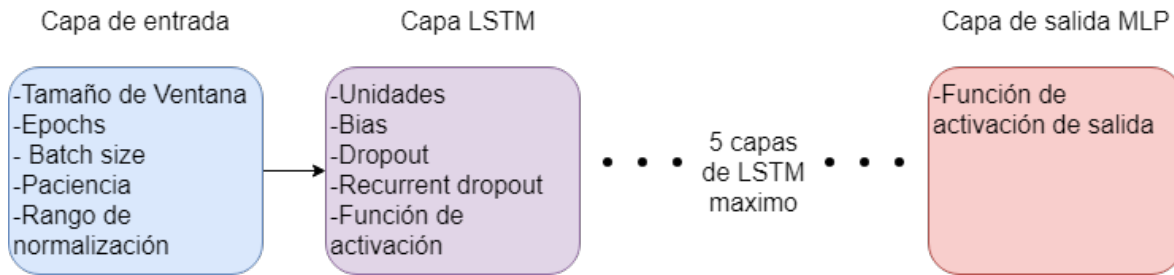 Capa de entrada
Capa LSTM
Capa de salida MLP
-Tamaño de Ventana
-Epochs
- Batch size
-Paciencia
-Rango de
normalización
-Unidades
-Bias
-Dropout
-Recurrent dropout
-Función de
activación
5 capas
de LSTM
maximo
-Función de
activación de salida